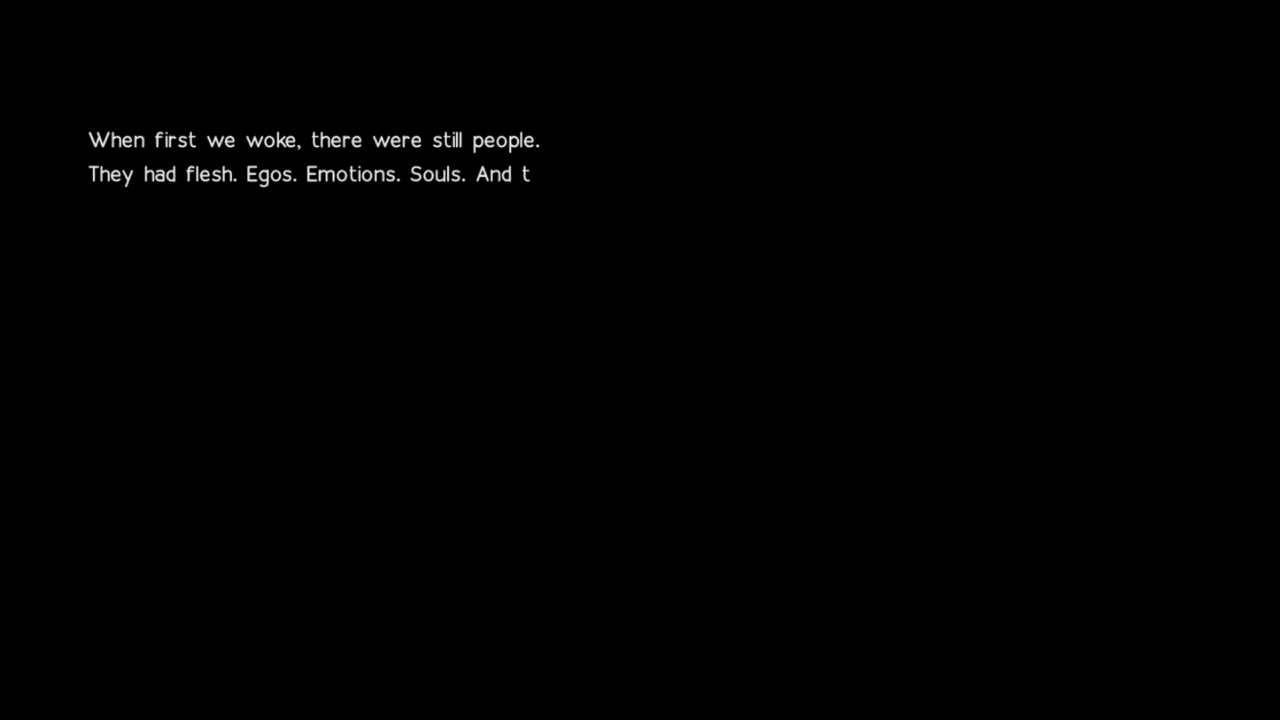 When first we woke, there were still people.
They had flesh. Egos. Emotions. Souls. And t